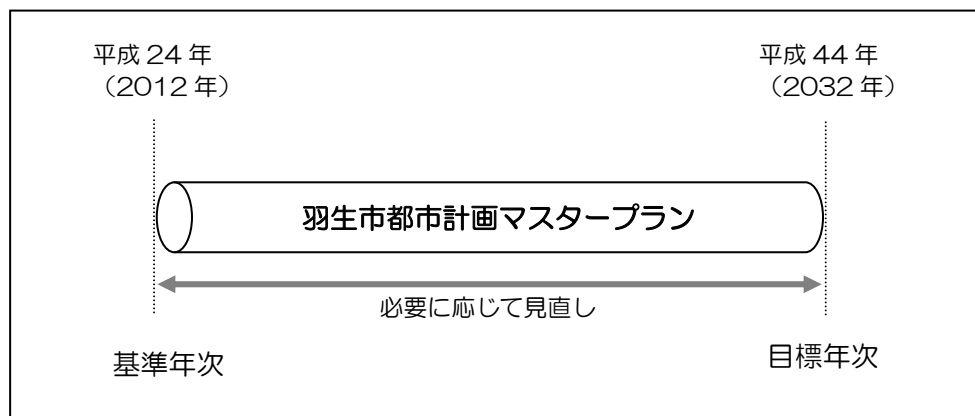 平成 24 年
（2012 年）
平成 44 年
（2032 年）
羽生市都市計画マスタープラン
必要に応じて見直し
基準年次
目標年次